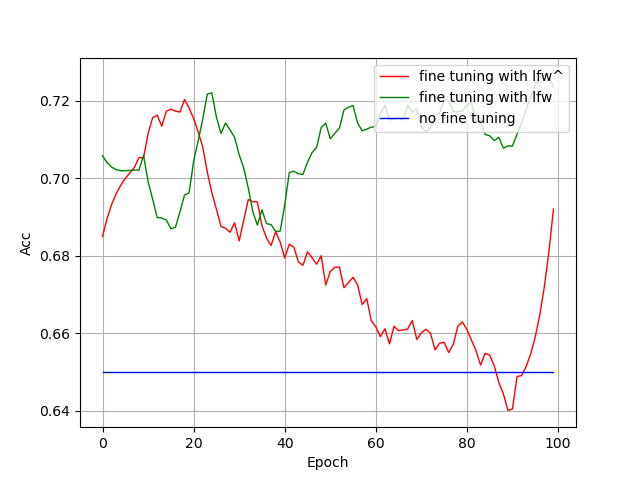 fine tuning with lfw^
fine tuning with lfw
no fine tuning
0.72
0.70
0.68
0.66
0.64
Acc
0 20 40 60 80 100
Epoch